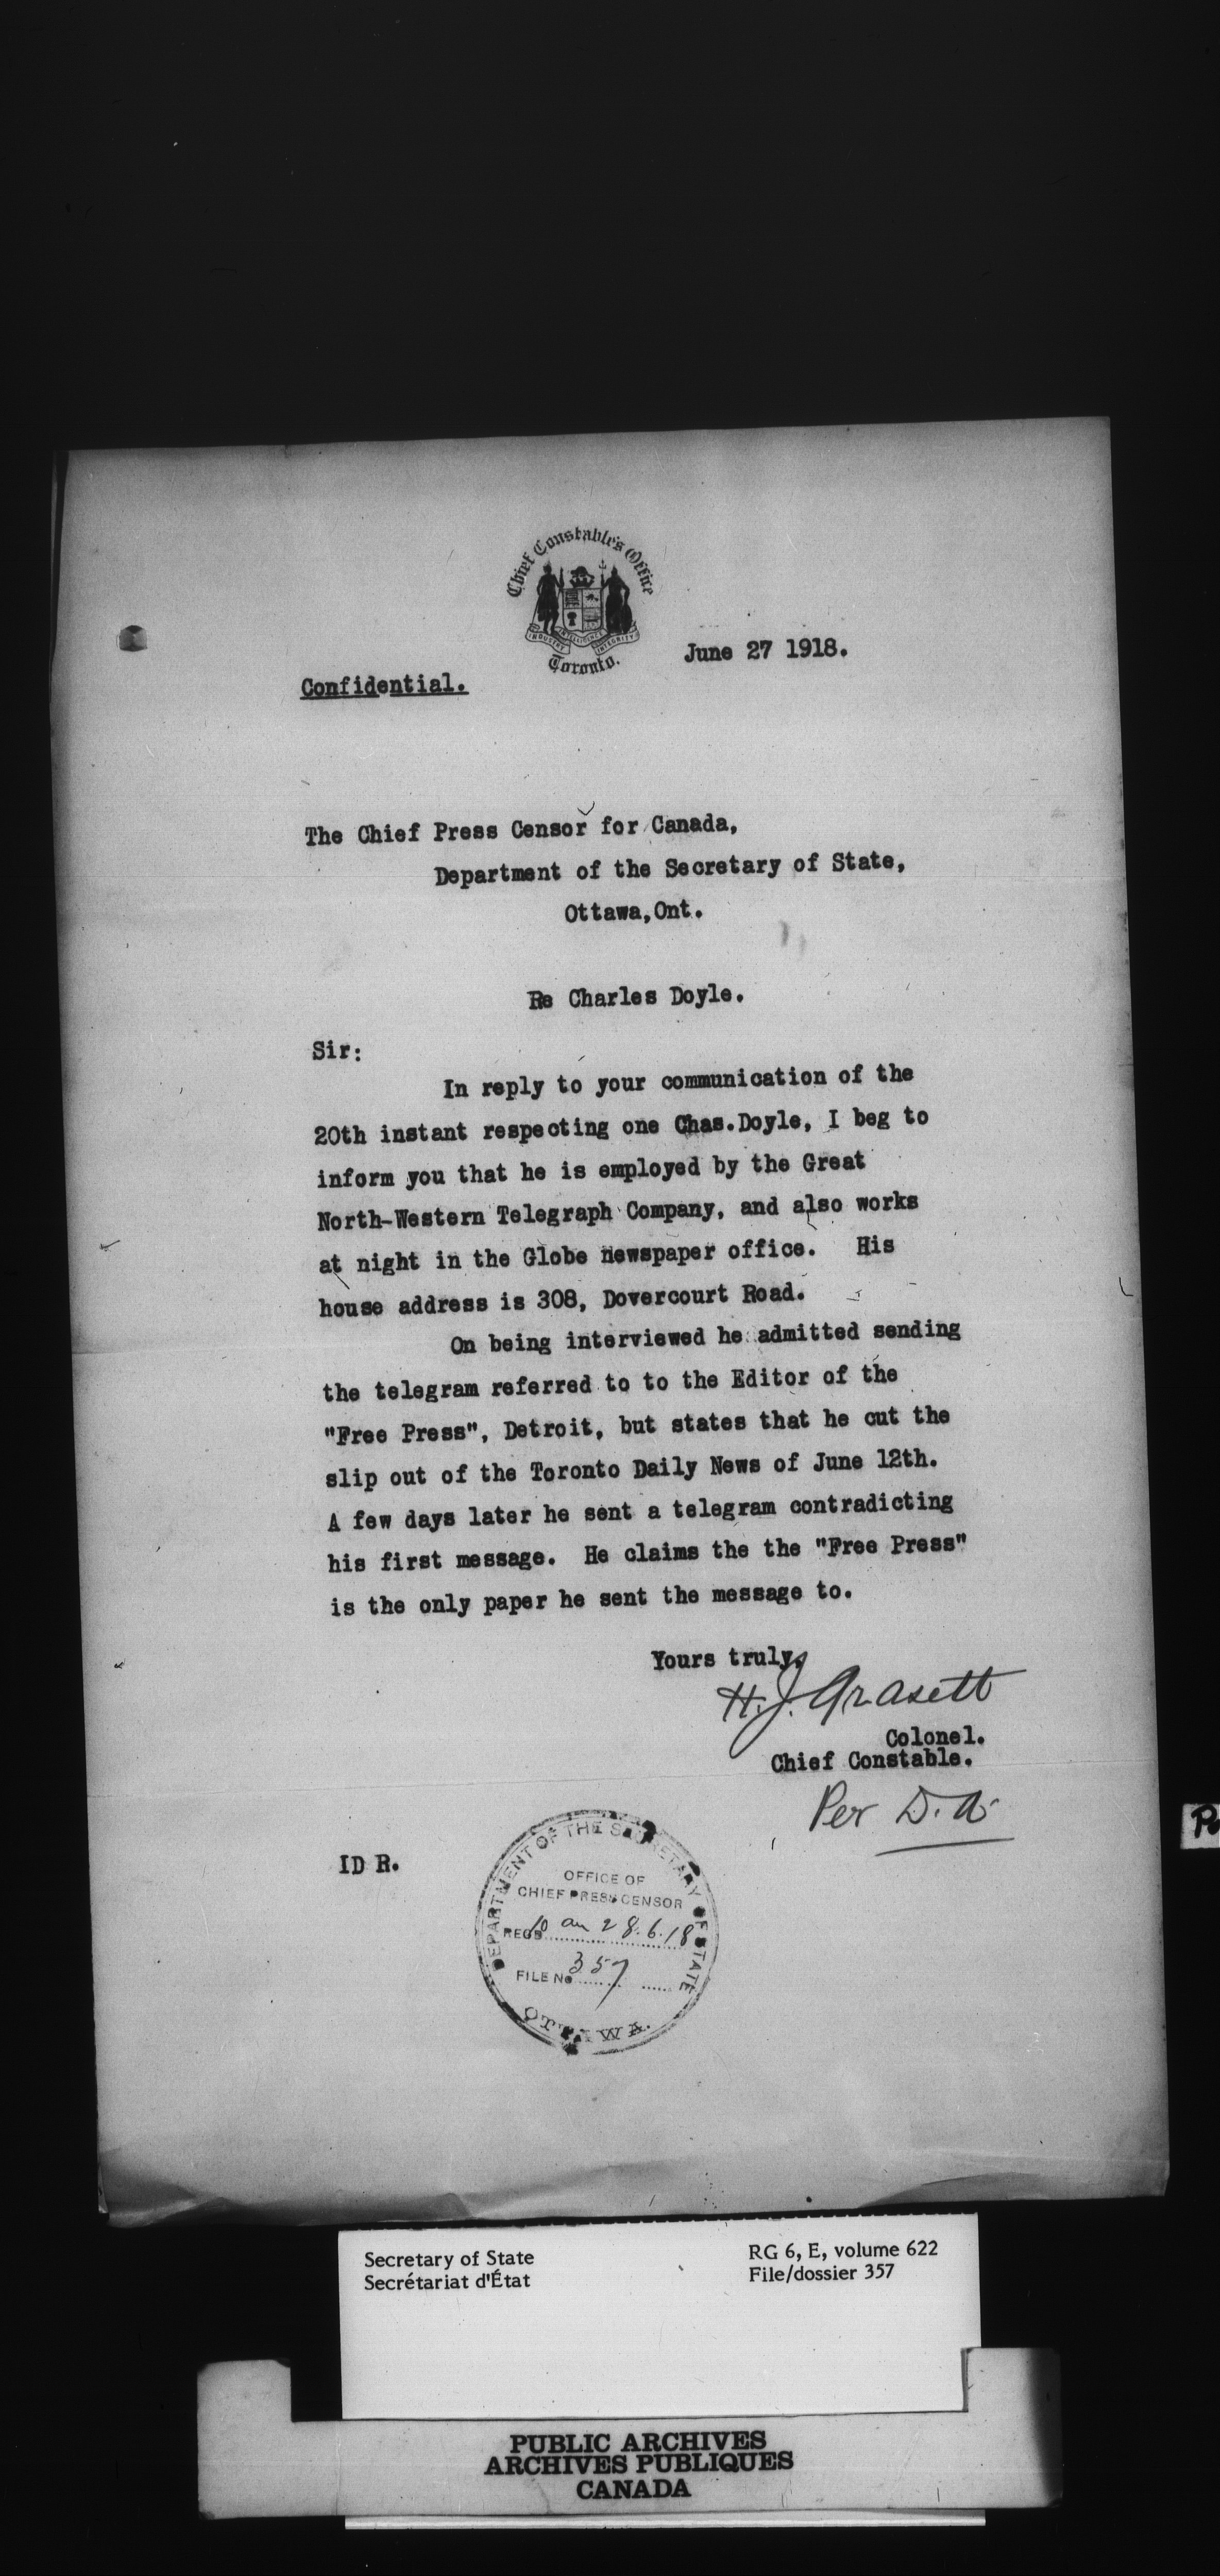 Chief Constable's Office
INDUSTRY INTELLIGENCE INTEGRITY
Toronto.
June 27 1918.
Confidential.
The Chief Press Censor for Canada,
Department of the Secretary of State,
Ottawa,Ont.
Re Charles Doyle.
Sir:
In reply to your communication of the
20th instant respecting one Chas.Doyle, I beg to
inform you that he is employed by the Great
North-Western Telegraph Company, and also works
at night in the Globe newspaper office. His
house address is 308, Dovercourt Road.
On being interviewed he admitted sending
the telegram referred to to the Editor of the
"Free Press", Detroit, but states that he cut the
slip out of the Toronto Daily News of June 12th.
A few days later he sent a telegram contradicting
his first message. He claims the the "Free Press"
is the only paper he sent the message to.
Yours truly,
H.J. Grasett
Colonel.
Chief Constable.
Per D.
ID R.
DEPARTMENT OF THE SECRETARY OF STATE
OFFICE OF
CHIEF PRESS CENSOR
REGD 10 am 28.6.18
FILE No 357
OTTAWA.
Secretary of State
Secrétariat d'État
RG 6, E, volume 622
File/dossier 357
PUBLIC ARCHIVES
ARCHIVES PUBLIQUES
CANADA